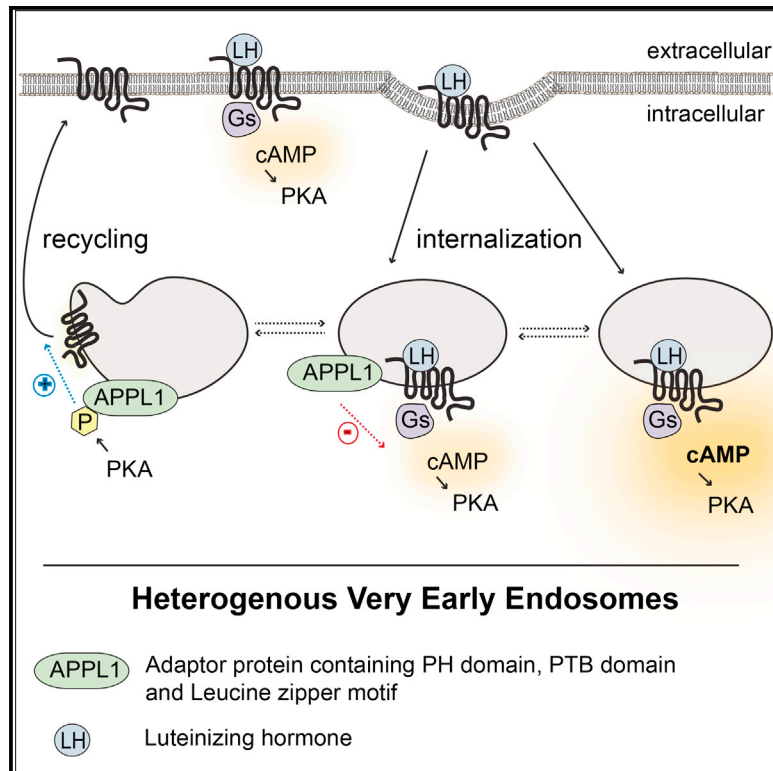 LH
LH
extracellular
intracellular
Gs
cAMP
PKA
recycling
internalization
LH
LH
APPL1
APPL1
+
-
P
Gs
Gs
PKA
cAMP
cAMP
PKA
PKA
Heterogenous Very Early Endosomes
APPL1
Adaptor protein containing PH domain, PTB domain
and Leucine zipper motif
LH
Luteinizing hormone